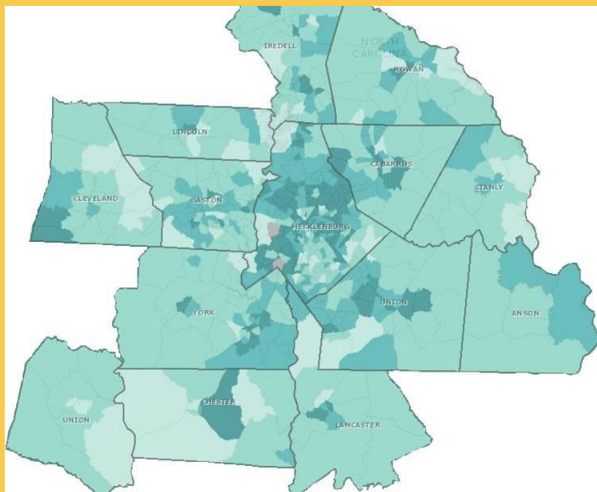 IREDELL
NORTH
CAROLINA
ROWAN
LINCOLN
CABARRUS
CLEVELAND
GASTON
STANLY
MECKLENBURG
YORK
UNION
ANSON
UNION
CHESTER
LANCASTER